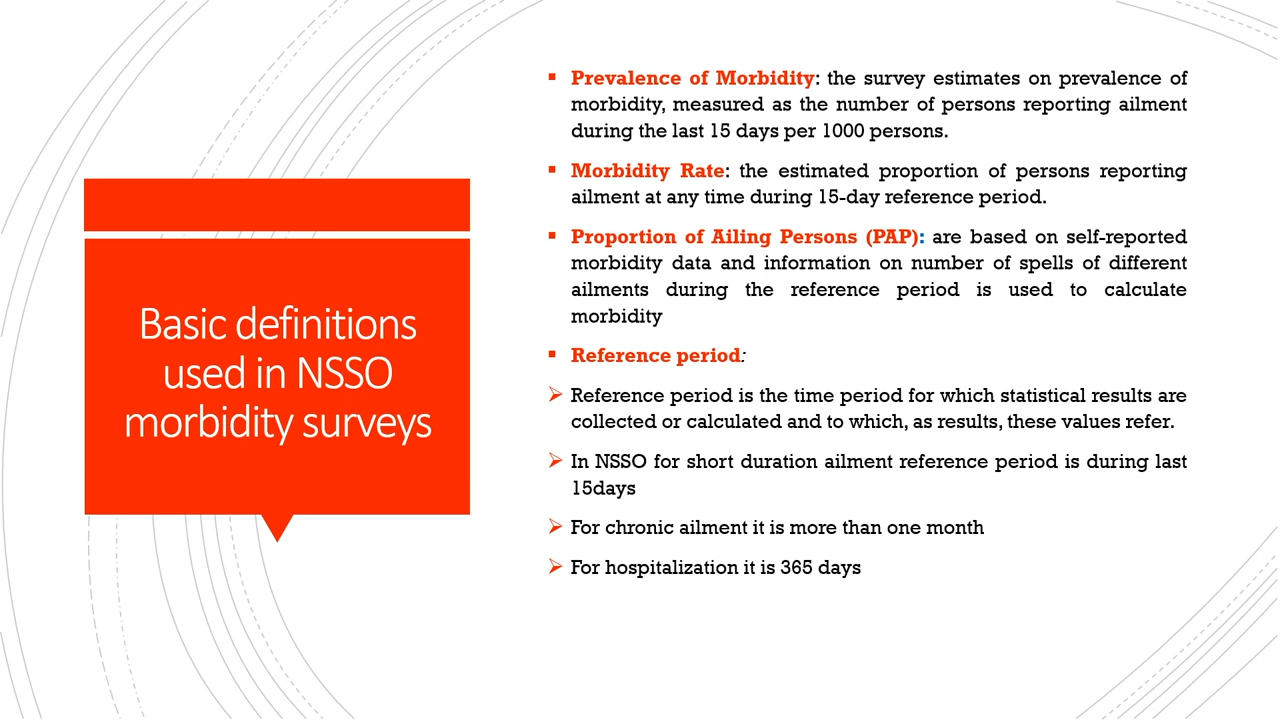 Basic definitions
used in NSSO
morbidity surveys
▪ Prevalence of Morbidity: the survey estimates on prevalence of
morbidity, measured as the number of persons reporting ailment
during the last 15 days per 1000 persons.
▪ Morbidity Rate: the estimated proportion of persons reporting
ailment at any time during 15-day reference period.
▪ Proportion of Ailing Persons (PAP): are based on self-reported
morbidity data and information on number of spells of different
ailments during the reference period is used to calculate
morbidity
▪ Reference period:
➢ Reference period is the time period for which statistical results are
collected or calculated and to which, as results, these values refer.
➢ In NSSO for short duration ailment reference period is during last
15days
➢ For chronic ailment it is more than one month
➢ For hospitalization it is 365 days